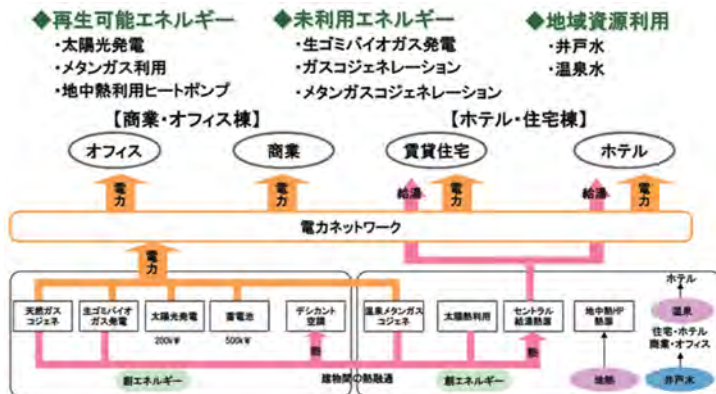 ◆再生可能エネルギー
・太陽光発電
・メタンガス利用
・地中熱利用ヒートポンプ
◆未利用エネルギー
・生ゴミバイオガス発電
・ガスコジェネレーション
・メタンガスコジェネレーション
◆地域資源利用
・井戸水
・温泉水
【商業・オフィス棟】
【ホテル・住宅棟】
オフィス
商業
賃貸住宅
ホテル
電力
電力
給湯
電力
給湯
電力
電力ネットワーク
電力
天然ガス
コジェネ
生ゴミバイオ
ガス発電
太陽光発電
200kW
蓄電池
500kW
デシカント
空調
温泉メタンガス
コジェネ
太陽熱利用
セントラル
給湯熱源
地中熱HP
熱源
ホテル
温泉
住宅・ホテル
商業・オフィス
熱
熱
創エネルギー
建物間の熱融通
創エネルギー
地熱
井戸水